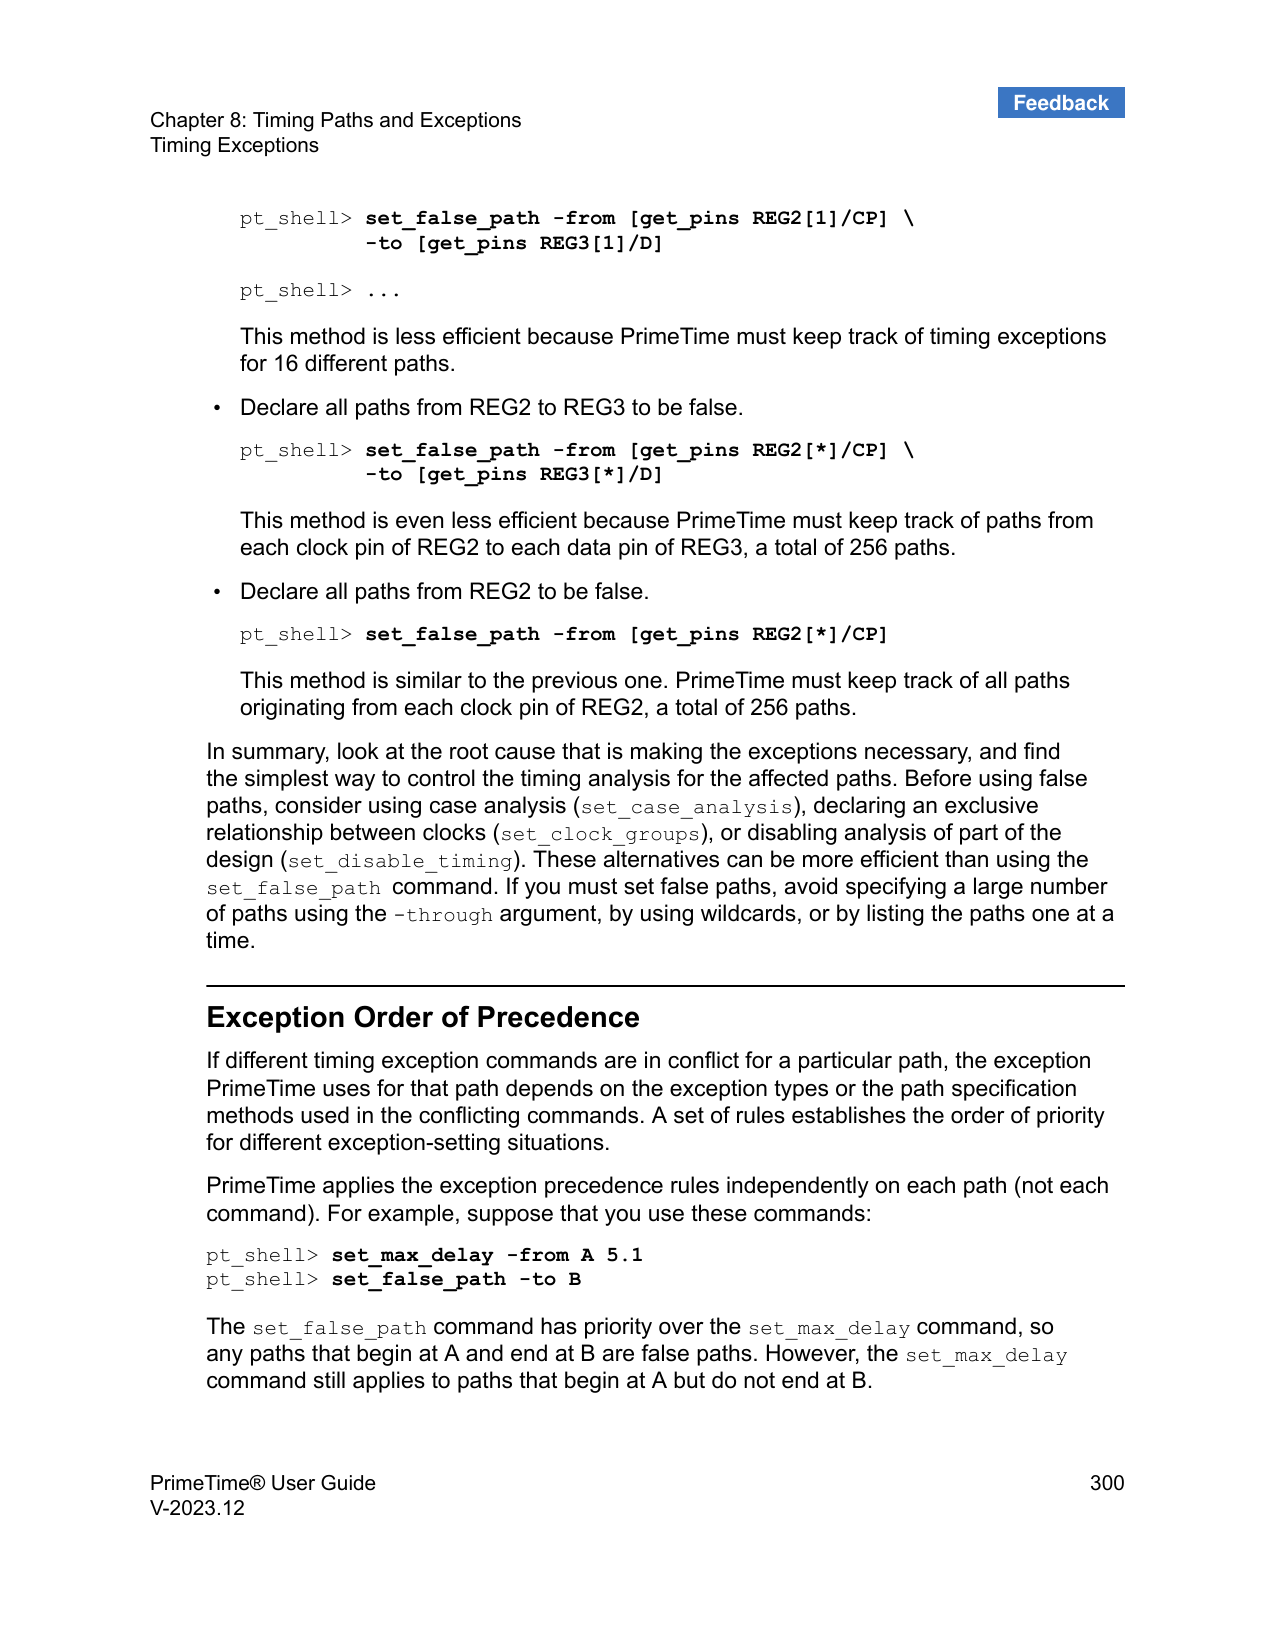 Feedback
Chapter 8: Timing Paths and Exceptions
Timing Exceptions
pt_shell> set_false_path -from [get_pins REG2[1]/CP] \
-to [get_pins REG3[1]/D]
pt_shell> ...
This method is less efficient because PrimeTime must keep track of timing exceptions
for 16 different paths.
• Declare all paths from REG2 to REG3 to be false.
pt_shell> set_false_path -from [get_pins REG2[*]/CP] \
-to [get_pins REG3[*]/D]
This method is even less efficient because PrimeTime must keep track of paths from
each clock pin of REG2 to each data pin of REG3, a total of 256 paths.
• Declare all paths from REG2 to be false.
pt_shell> set_false_path -from [get_pins REG2[*]/CP]
This method is similar to the previous one. PrimeTime must keep track of all paths
originating from each clock pin of REG2, a total of 256 paths.
In summary, look at the root cause that is making the exceptions necessary, and find
the simplest way to control the timing analysis for the affected paths. Before using false
paths, consider using case analysis (set_case_analysis), declaring an exclusive
relationship between clocks (set_clock_groups), or disabling analysis of part of the
design (set_disable_timing). These alternatives can be more efficient than using the
set_false_path command. If you must set false paths, avoid specifying a large number
of paths using the -through argument, by using wildcards, or by listing the paths one at a
time.
Exception Order of Precedence
If different timing exception commands are in conflict for a particular path, the exception
PrimeTime uses for that path depends on the exception types or the path specification
methods used in the conflicting commands. A set of rules establishes the order of priority
for different exception-setting situations.
PrimeTime applies the exception precedence rules independently on each path (not each
command). For example, suppose that you use these commands:
pt_shell> set_max_delay -from A 5.1
pt_shell> set_false_path -to B
The set_false_path command has priority over the set_max_delay command, so
any paths that begin at A and end at B are false paths. However, the set_max_delay
command still applies to paths that begin at A but do not end at B.
PrimeTime® User Guide
300
V-2023.12